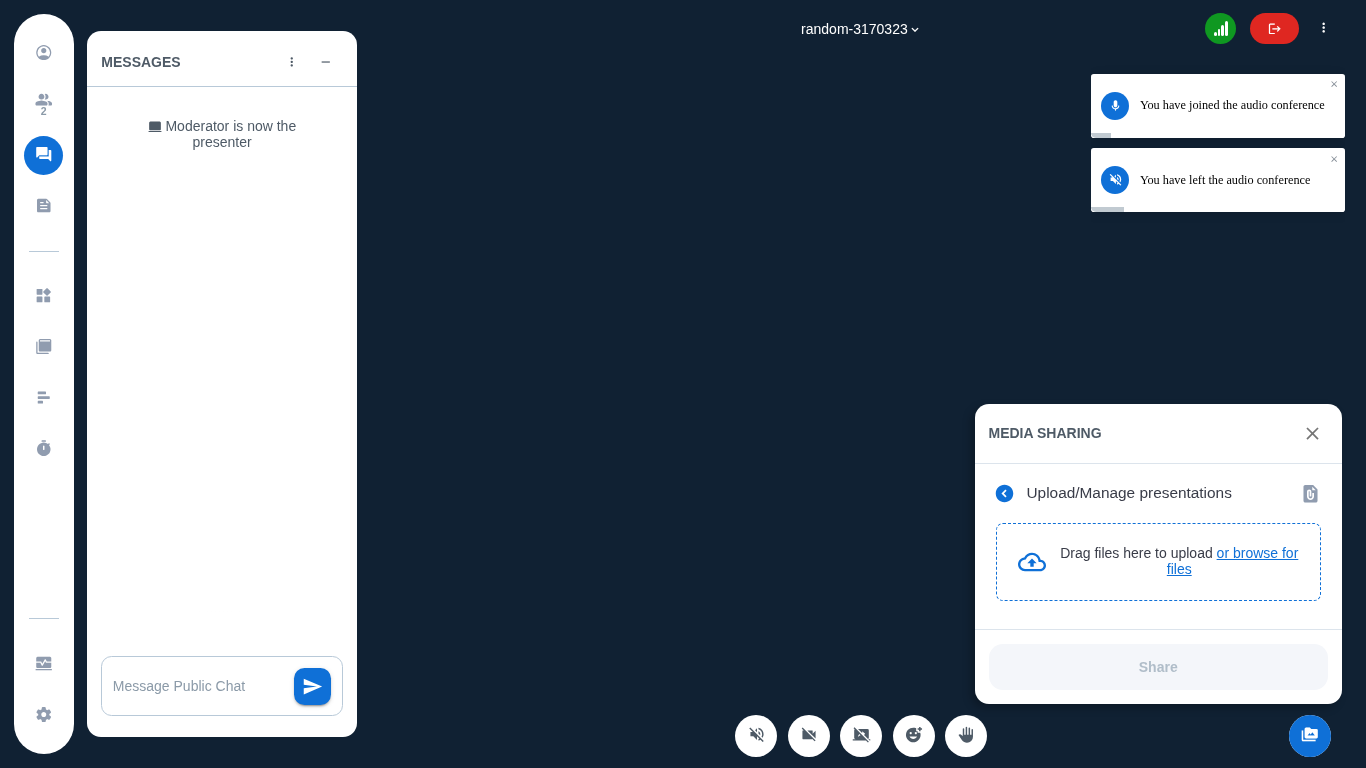 random-3170323
2
MESSAGES
Moderator is now the
presenter
Message Public Chat
You have joined the audio conference
You have left the audio conference
MEDIA SHARING
Upload/Manage presentations
Drag files here to upload or browse for
files
Share